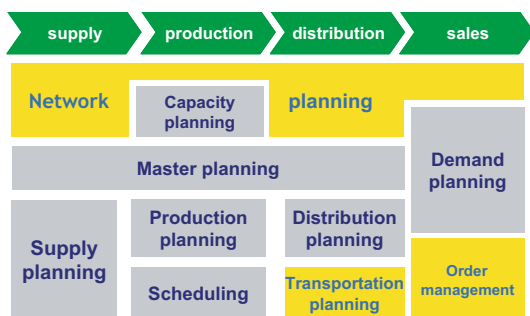 supply
production
distribution
sales
Network
planning
Capacity
planning
Master planning
Demand
planning
Supply
planning
Production
planning
Distribution
planning
Scheduling
Transportation
planning
Order
management